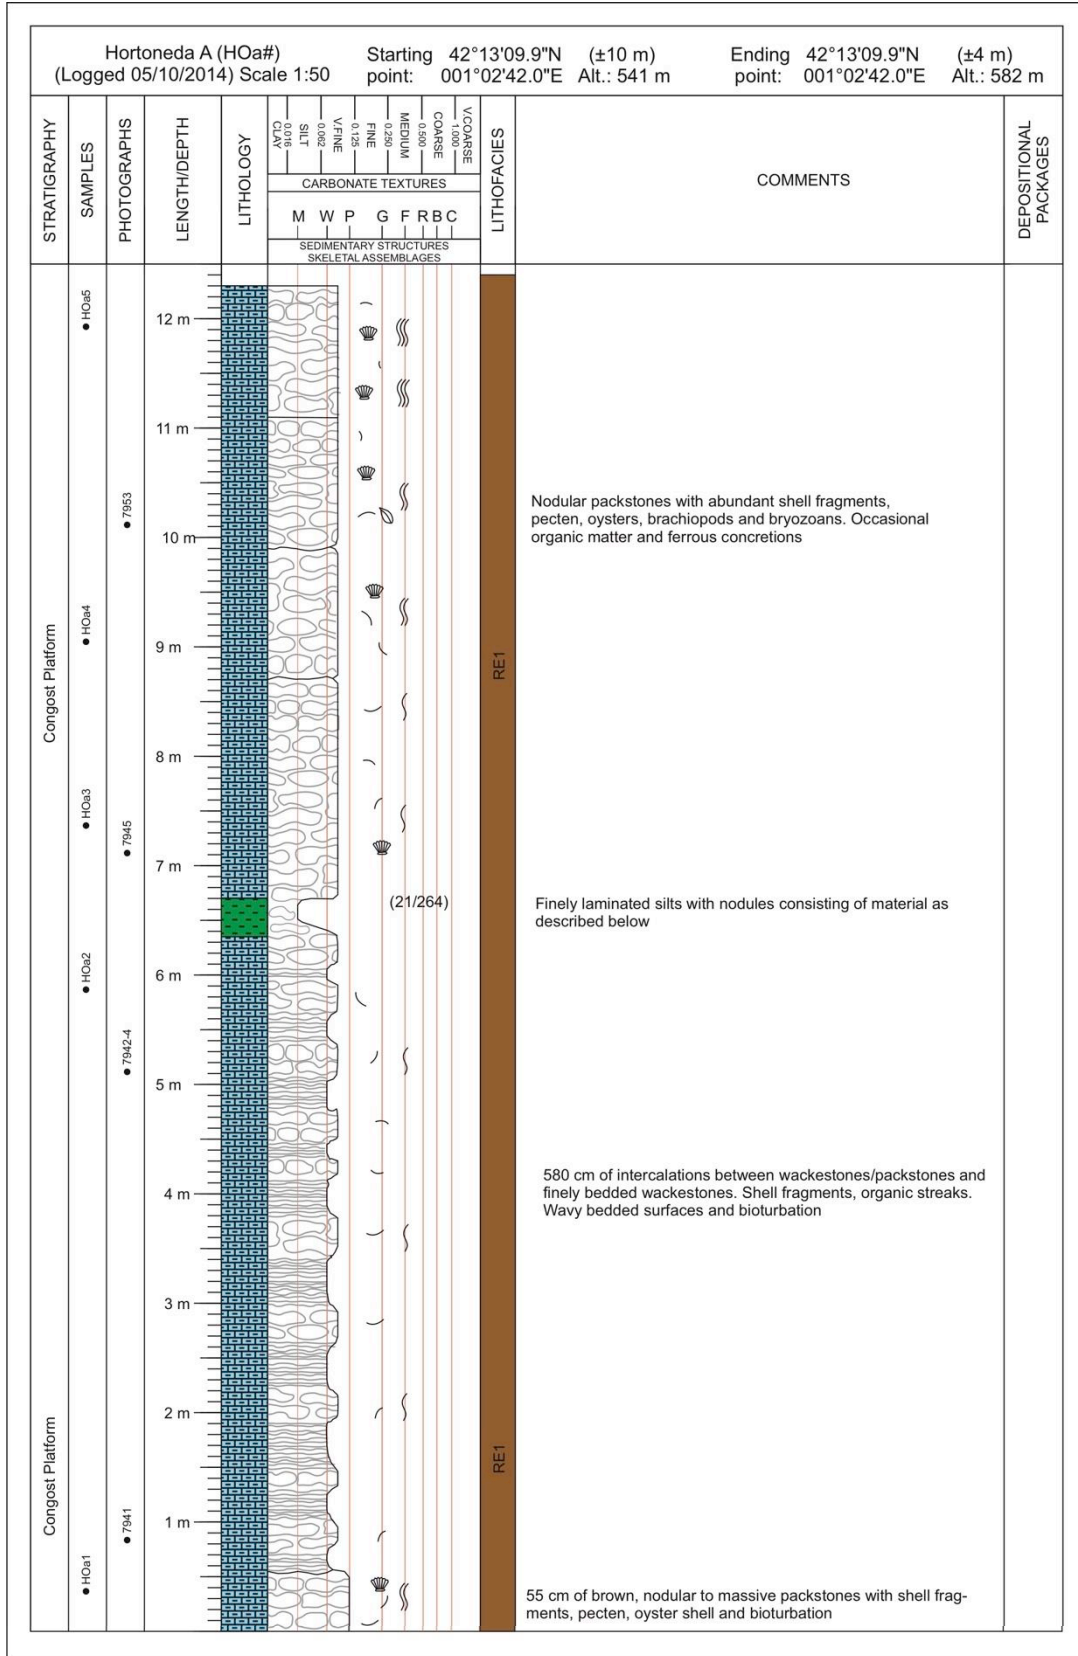 Hortoneda A (HOa#)
(Logged 05/10/2014) Scale 1:50
Starting point:
42°13'09.9"N (±10 m)
001°02'42.0"E Alt.: 541 m
Ending point:
42°13'09.9"N (±4 m)
001°02'42.0"E Alt.: 582 m
STRATIGRAPHY
SAMPLES
PHOTOGRAPHS
LENGTH/DEPTH
LITHOLOGY
CLAY
0.016
SILT
0.062
V.FINE
0.125
FINE
0.250
MEDIUM
0.500
COARSE
1.000
V.COARSE
CARBONATE TEXTURES
M W P G F R B C
SEDIMENTARY STRUCTURES
SKELETAL ASSEMBLAGES
LITHOFACIES
COMMENTS
DEPOSITIONAL
PACKAGES
HOa5
12 m
11 m
7953
Nodular packstones with abundant shell fragments,
pecten, oysters, brachiopods and bryozoans. Occasional
organic matter and ferrous concretions
10 m
HOa4
9 m
Congost Platform
RE1
8 m
HOa3
7945
7 m
(21/264)
Finely laminated silts with nodules consisting of material as
described below
HOa2
6 m
7942-4
5 m
580 cm of intercalations between wackestones/packstones and
finely bedded wackestones. Shell fragments, organic streaks.
Wavy bedded surfaces and bioturbation
4 m
3 m
2 m
Congost Platform
RE1
7941
1 m
HOa1
55 cm of brown, nodular to massive packstones with shell frag-
ments, pecten, oyster shell and bioturbation